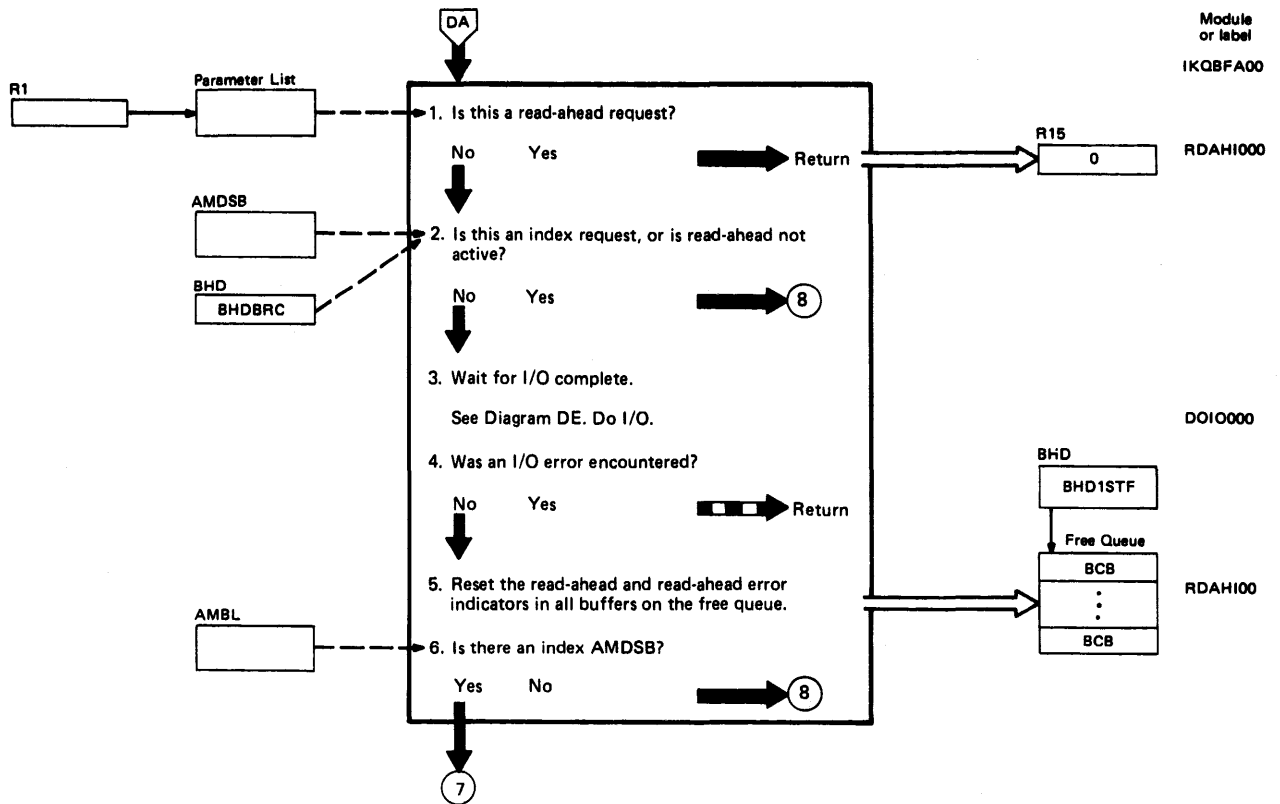 DA
Module
or label
IKQBFA00
R1
Parameter List
1. Is this a read-ahead request?
No Yes Return
R15
0
RDAHI000
AMDSB
2. Is this an index request, or is read-ahead not
active?
BHD
BHDBRC
No Yes 8
3. Wait for I/O complete.
See Diagram DE. Do I/O.
DOIO000
4. Was an I/O error encountered?
BHD
BHD1STF
No Yes Return
Free Queue
BCB
5. Reset the read-ahead and read-ahead error
indicators in all buffers on the free queue.
RDAHI00
BCB
AMBL
6. Is there an index AMDSB?
Yes No 8
7